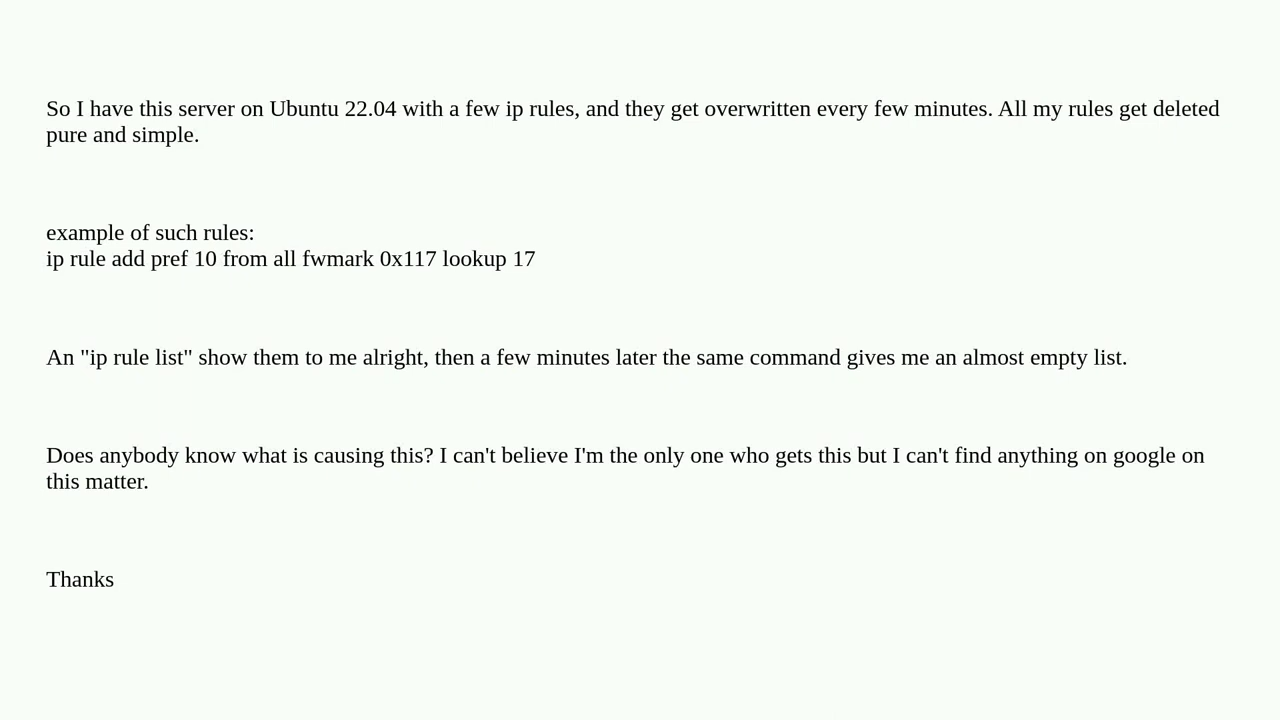 So I have this server on Ubuntu 22.04 with a few ip rules, and they get overwritten every few minutes. All my rules get deleted
pure and simple.
example of such rules:
ip rule add pref 10 from all fwmark 0x117 lookup 17
An "ip rule list" show them to me alright, then a few minutes later the same command gives me an almost empty list.
Does anybody know what is causing this? I can't believe I'm the only one who gets this but I can't find anything on google on
this matter.
Thanks